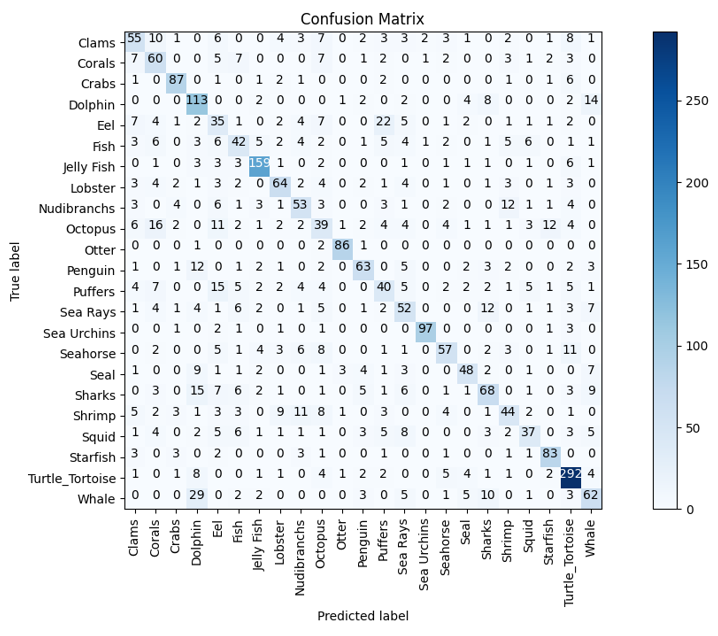 Confusion Matrix
Clams 55 10 1 0 6 0 0 4 3 7 0 2 3 3 2 3 1 0 2 0 1 8 1
Corals 7 60 0 0 5 7 0 0 0 7 0 1 2 0 1 2 0 0 3 1 2 3 0
Crabs 1 0 87 0 1 0 1 2 1 0 0 0 2 0 0 0 0 0 1 0 1 6 0
Dolphin 0 0 0 113 0 0 2 0 0 0 1 2 0 2 0 0 4 8 0 0 0 2 14
Eel 7 4 1 2 35 1 0 2 4 7 0 0 22 5 0 1 2 0 1 1 1 2 0
Fish 3 6 0 3 6 42 5 2 4 2 0 1 5 4 1 2 0 1 5 6 0 1 1
Jelly Fish 0 1 0 3 3 3 159 1 0 2 0 0 0 1 0 1 1 1 0 1 0 6 1
Lobster 3 4 2 1 3 2 0 64 2 4 0 2 1 4 0 1 0 1 3 0 1 3 0
Nudibranchs 3 0 4 0 6 1 3 1 53 3 0 0 3 1 0 2 0 0 12 1 1 4 0
Octopus 6 16 2 0 11 2 1 2 2 39 1 2 4 4 0 4 1 1 1 3 12 4 0
Otter 0 0 0 1 0 0 0 0 0 2 86 1 0 0 0 0 0 0 0 0 0 0 0
Penguin 1 0 1 12 0 1 2 1 0 2 0 63 0 5 0 0 2 3 0 0 0 2 3
Puffers 4 7 0 0 15 5 2 2 4 4 0 0 40 5 0 2 2 2 1 5 1 5 1
Sea Rays 1 4 1 4 1 6 2 0 1 5 0 1 2 52 0 0 0 12 0 1 1 3 7
Sea Urchins 0 0 1 0 2 1 0 1 0 1 0 0 0 0 97 0 0 0 0 0 1 3 0
Seahorse 0 2 0 0 5 1 4 3 6 8 0 0 1 1 0 57 0 2 3 0 1 11 0
Seal 1 0 0 9 1 1 2 0 0 1 3 4 1 3 0 0 48 2 0 0 0 0 7
Sharks 0 3 0 15 7 6 2 1 0 1 0 5 1 6 0 1 1 68 0 1 0 3 9
Shrimp 5 2 3 1 3 3 0 9 11 8 1 0 3 0 0 4 0 1 44 2 0 1 0
Squid 1 4 0 2 5 6 1 1 1 1 0 3 5 8 0 0 0 3 2 37 0 3 5
Starfish 3 0 3 0 2 0 0 0 3 1 0 0 1 0 0 1 0 0 1 1 83 0 0
Turtle_Tortoise 1 0 1 8 0 0 1 1 0 4 1 2 2 0 0 5 4 1 1 0 2 292 4
Whale 0 0 0 29 0 2 2 0 0 0 0 3 0 5 0 1 5 10 0 1 0 3 62
Clams Corals Crabs Dolphin Eel Fish Jelly Fish Lobster Nudibranchs Octopus Otter Penguin Puffers Sea Rays Sea Urchins Seahorse Seal Sharks Shrimp Squid Starfish Turtle_Tortoise Whale
True label
Predicted label
250
200
150
100
50
0